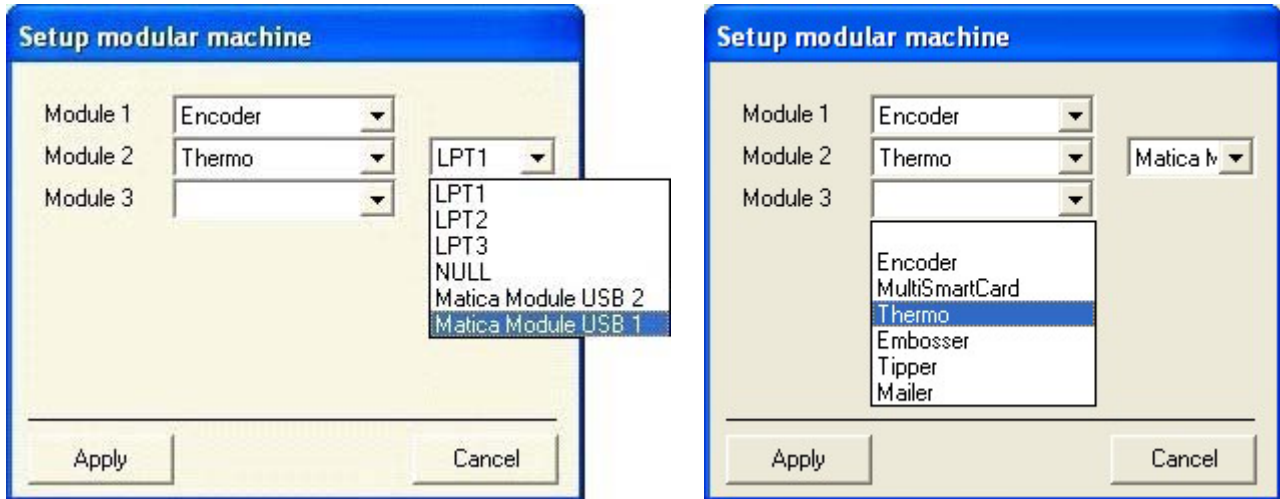 Setup modular machine
Module 1 Encoder
Module 2 Thermo LPT1
Module 3
LPT1
LPT2
LPT3
NULL
Matica Module USB 2
Matica Module USB 1
Apply Cancel
Setup modular machine
Module 1 Encoder
Module 2 Thermo Matica M
Module 3
Encoder
MultiSmartCard
Thermo
Embosser
Tipper
Mailer
Apply Cancel